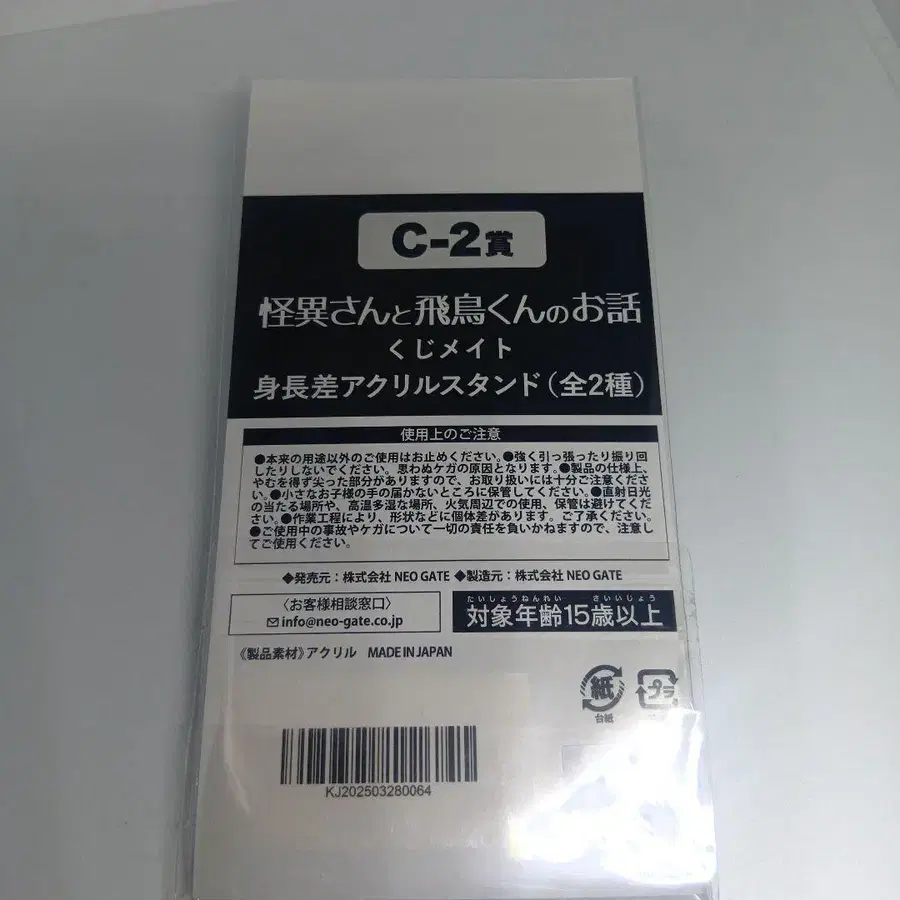 C-2賞
怪異さんと飛鳥くんのお話
くじメイト
身長差アクリルスタンド（全2種）
使用上のご注意
●本来の用途以外のご使用はお止めください。●強く引っ張ったり振り回
したりしないでください。思わぬケガの原因となります。●製品の仕様上、
やむを得ず尖った部分がありますので、お取り扱いには十分ご注意くださ
い。●小さなお子様の手の届かないところに保管してください。●直射日光
の当たる場所や、高温多湿な場所、火気周辺での使用、保管は避けてくだ
さい。●作業工程により、形状などに個体差があります。ご了承ください。
●ご使用中の事故やケガについて一切の責任を負いかねますので、注意し
てご使用ください。
◆発売元：株式会社 NEO GATE ◆製造元：株式会社 NEO GATE
〈お客様相談窓口〉
info@neo-gate.co.jp
たいしょうねんれい さいいじょう
対象年齢15歳以上
《製品素材》アクリル MADE IN JAPAN
紙 プラ
台紙
KJ202503280064